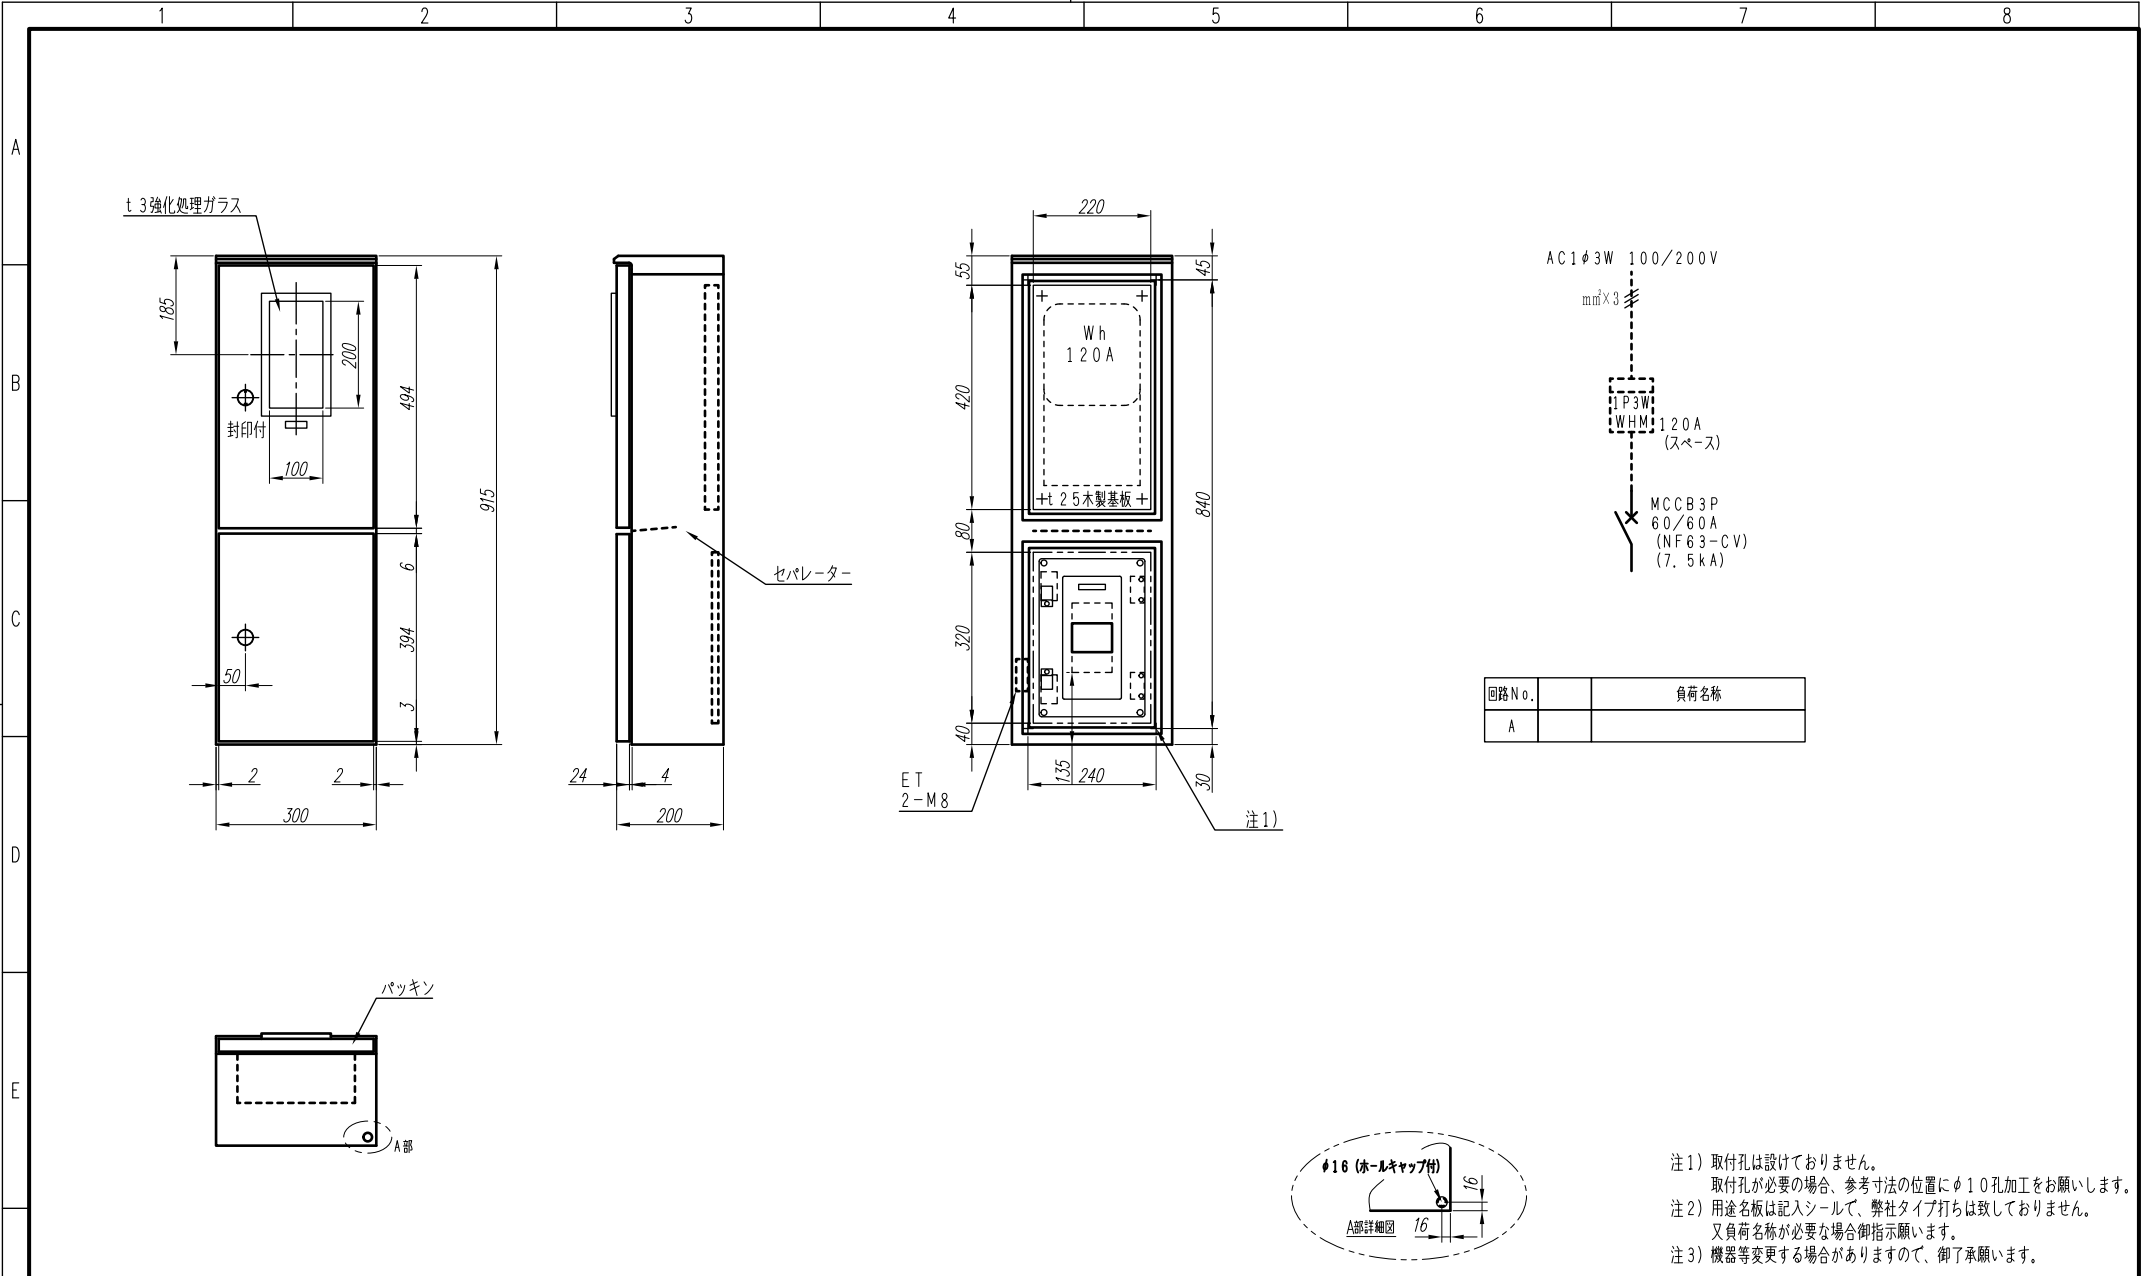 1 2 3 4 5 6 7 8
A
B
C
D
E
t3強化処理ガラス
185
200
封印付
100
494
915
6
394
50
3
2
2
300
セパレーター
24
4
200
220
55
45
Wh
120A
420
t25木製基板
840
80
320
40
135
240
30
ET
2-M8
注1)
AC1φ3W 100/200V
mm²×3
1P3W
WHM
120A
(スペース)
MCCB3P
60/60A
(NF63-CV)
(7.5kA)
回路No. 負荷名称
A
パッキン
A部
φ16(ホールキャップ付)
16
A部詳細図
16
注1)取付孔は設けておりません。
取付孔が必要の場合、参考寸法の位置にφ10孔加工をお願いします。
注2)用途名板は記入シールで、弊社タイプ打ちは致しておりません。
又負荷名称が必要な場合御指示願います。
注3)機器等変更する場合がありますので、御了承願います。